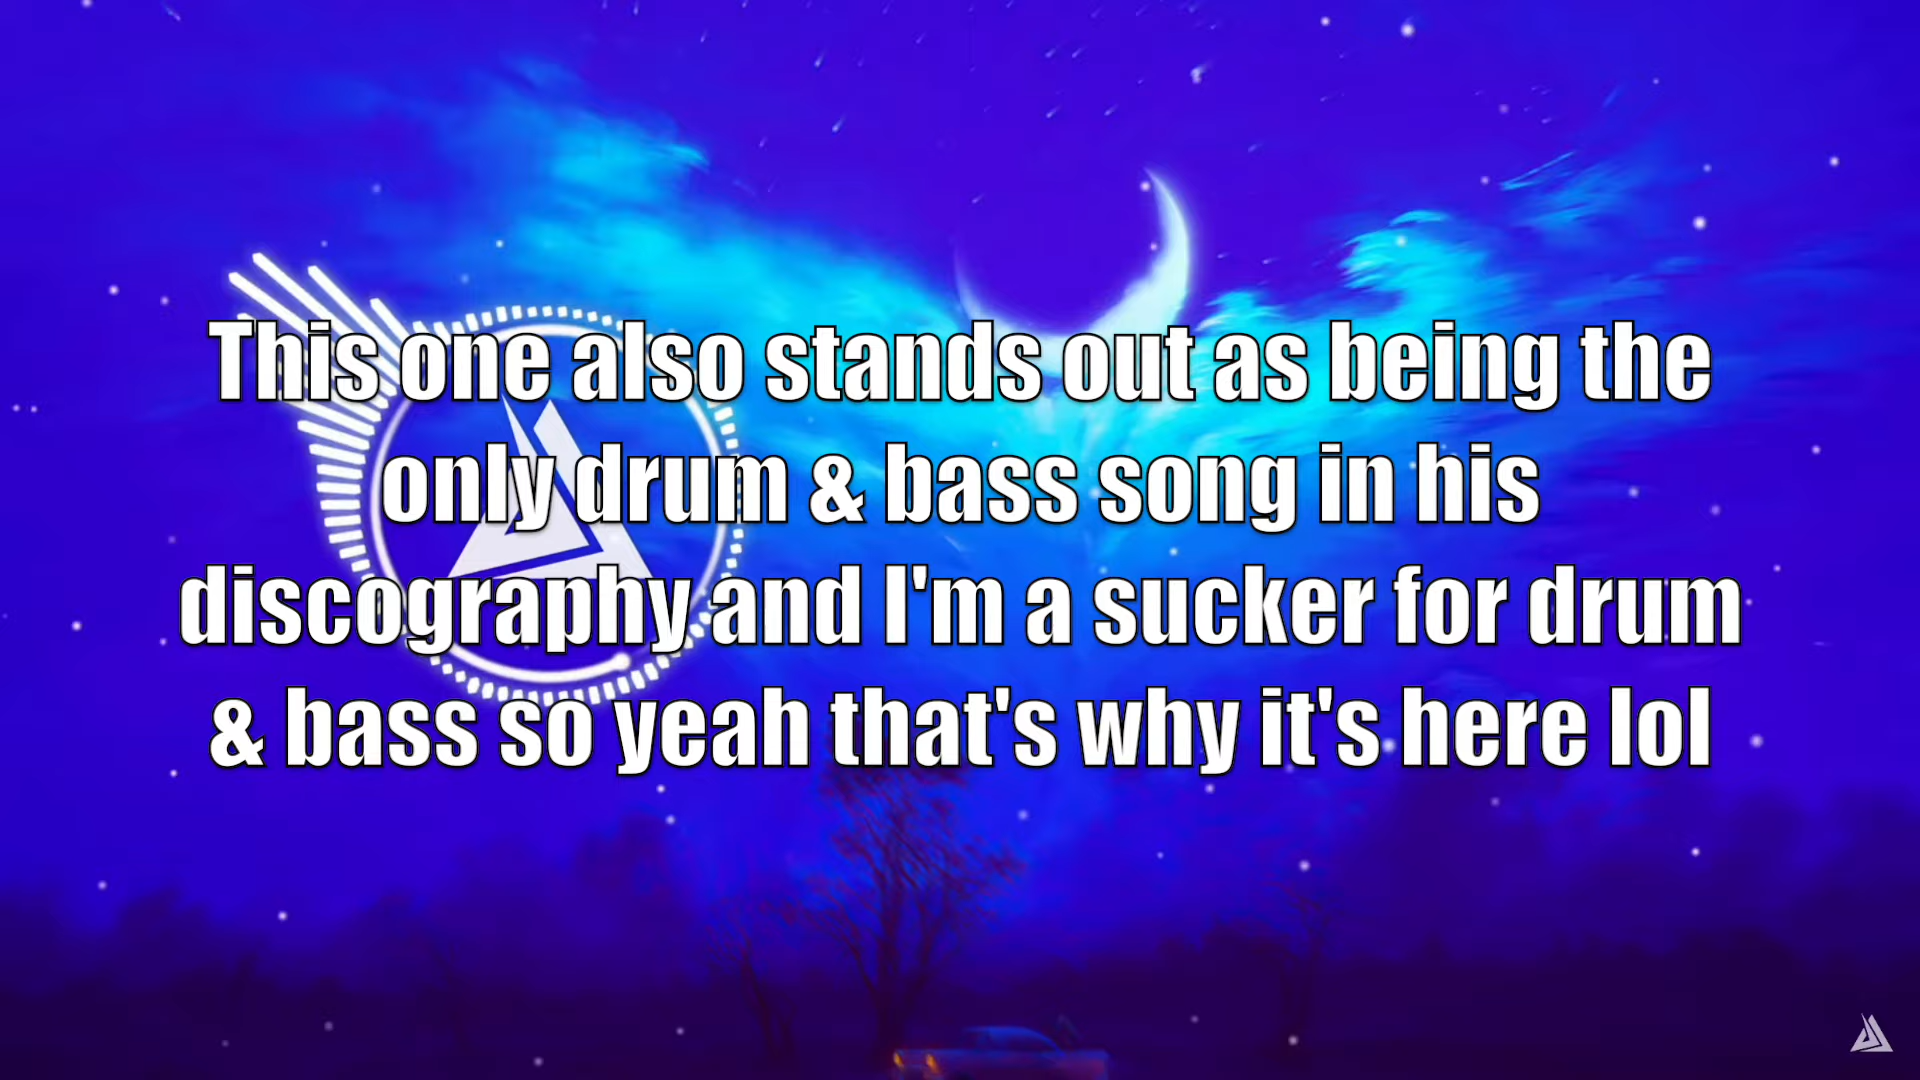 This one also stands out as being the
only drum & bass song in his
discography and I'm a sucker for drum
& bass so yeah that's why it's here lol